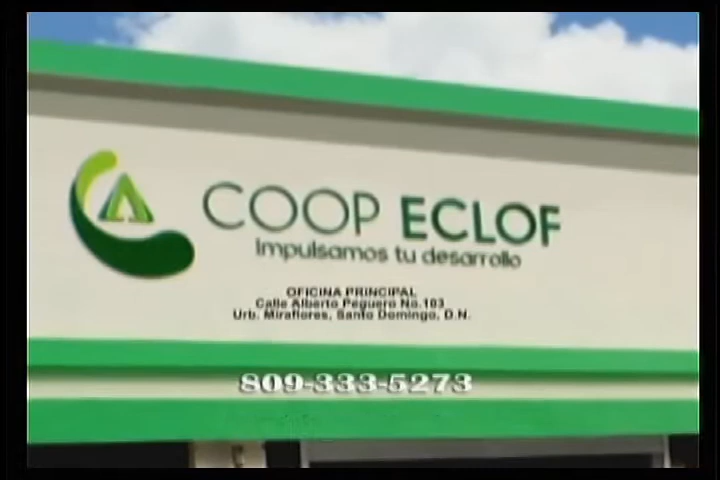 COOP ECLOF
Impulsamos tu desarrollo
OFICINA PRINCIPAL
Calle Alberto Peguero No.103
Urb. Miraflores, Santo Domingo, D.N.
809-333-5273